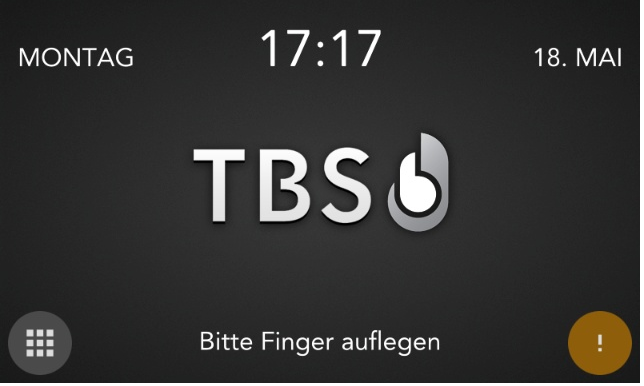 MONTAG
17:17
18. MAI
TBS
Bitte Finger auflegen
!